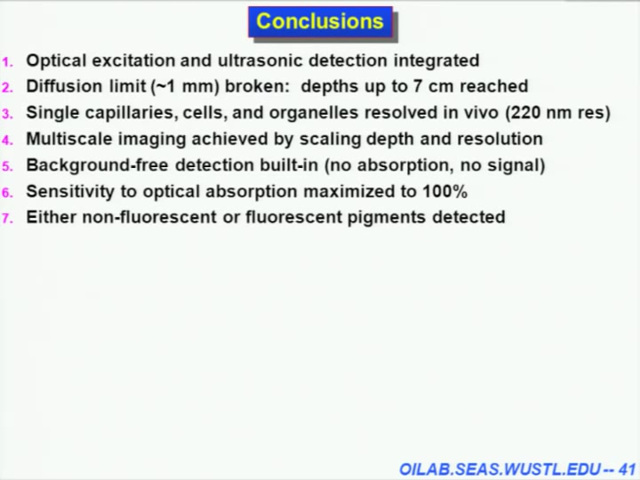 Conclusions
1. Optical excitation and ultrasonic detection integrated
2. Diffusion limit (~1 mm) broken: depths up to 7 cm reached
3. Single capillaries, cells, and organelles resolved in vivo (220 nm res)
4. Multiscale imaging achieved by scaling depth and resolution
5. Background-free detection built-in (no absorption, no signal)
6. Sensitivity to optical absorption maximized to 100%
7. Either non-fluorescent or fluorescent pigments detected
OILAB.SEAS.WUSTL.EDU -- 41